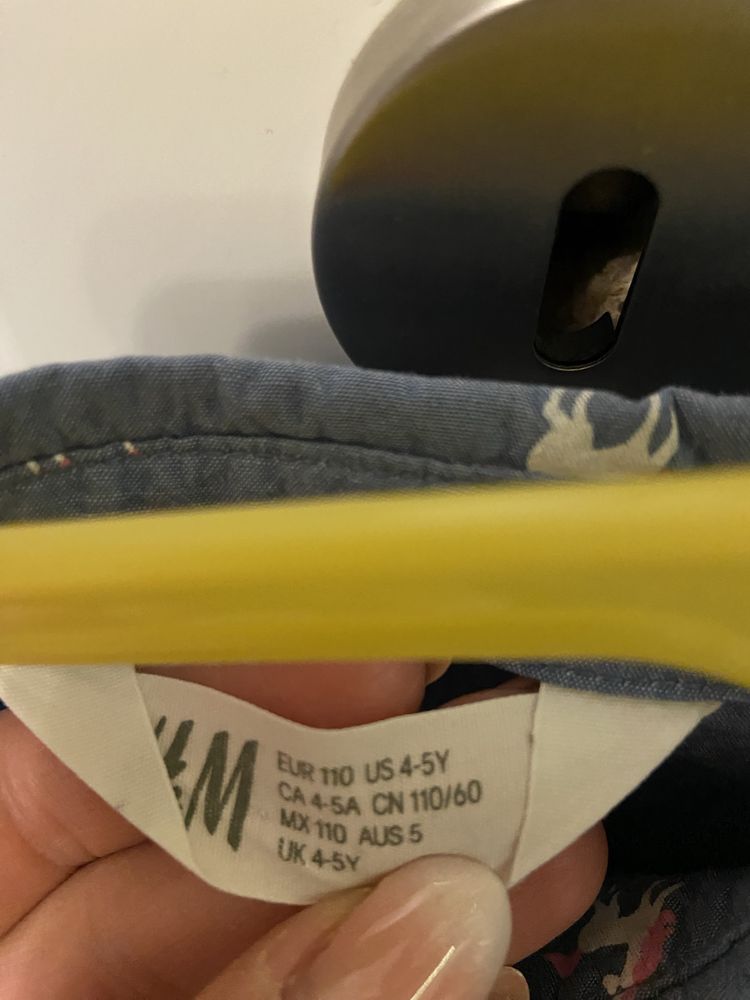 H&M
EUR 110 US 4-5Y
CA 4-5A CN 110/60
MX 110 AUS 5
UK 4-5Y